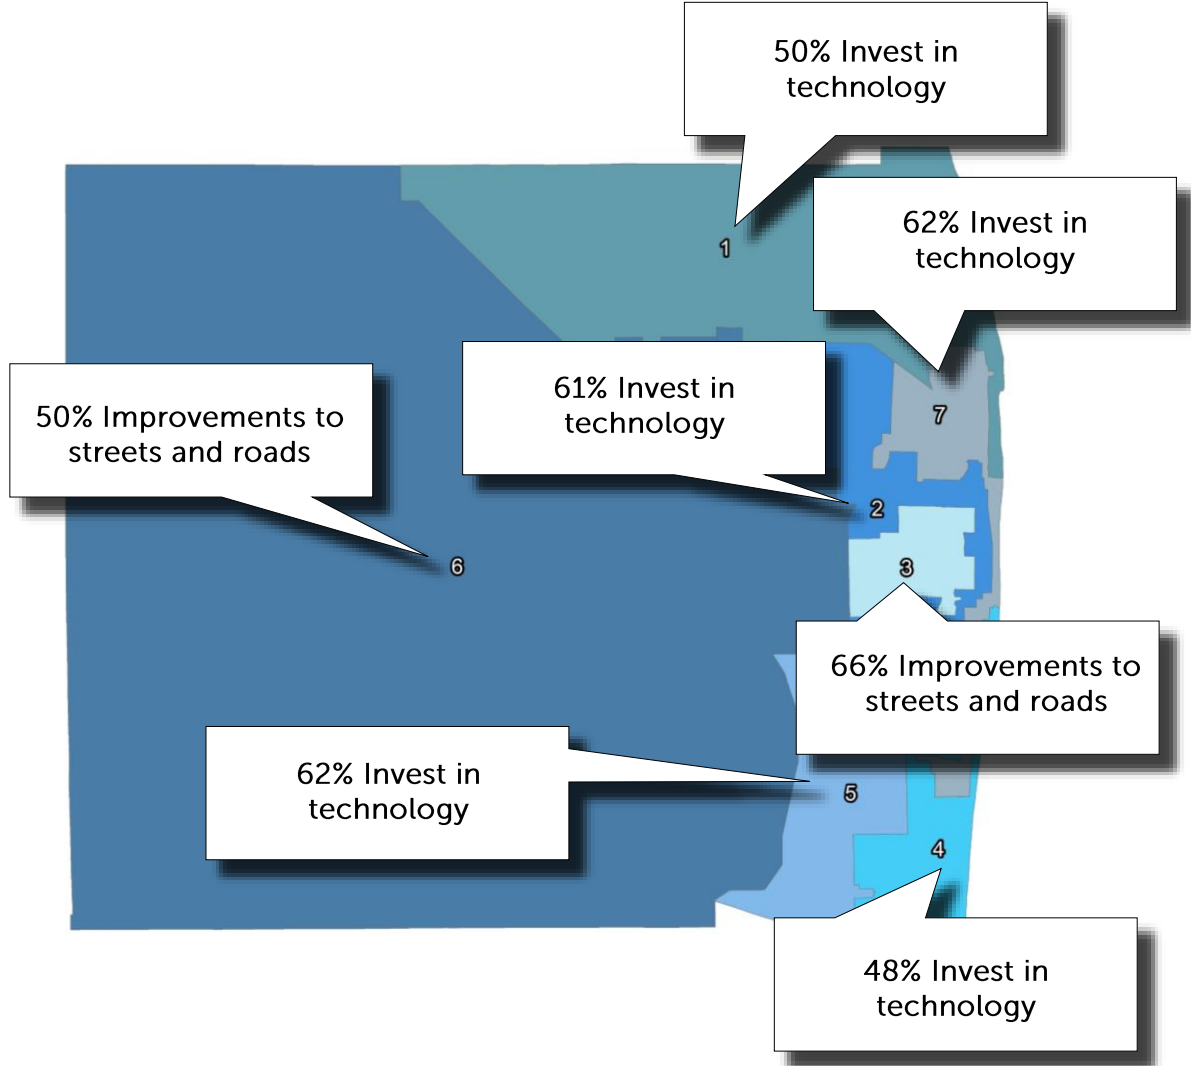 50% Invest in
technology
1
62% Invest in
technology
7
61% Invest in
technology
2
50% Improvements to
streets and roads
6
3
66% Improvements to
streets and roads
62% Invest in
technology
5
4
48% Invest in
technology